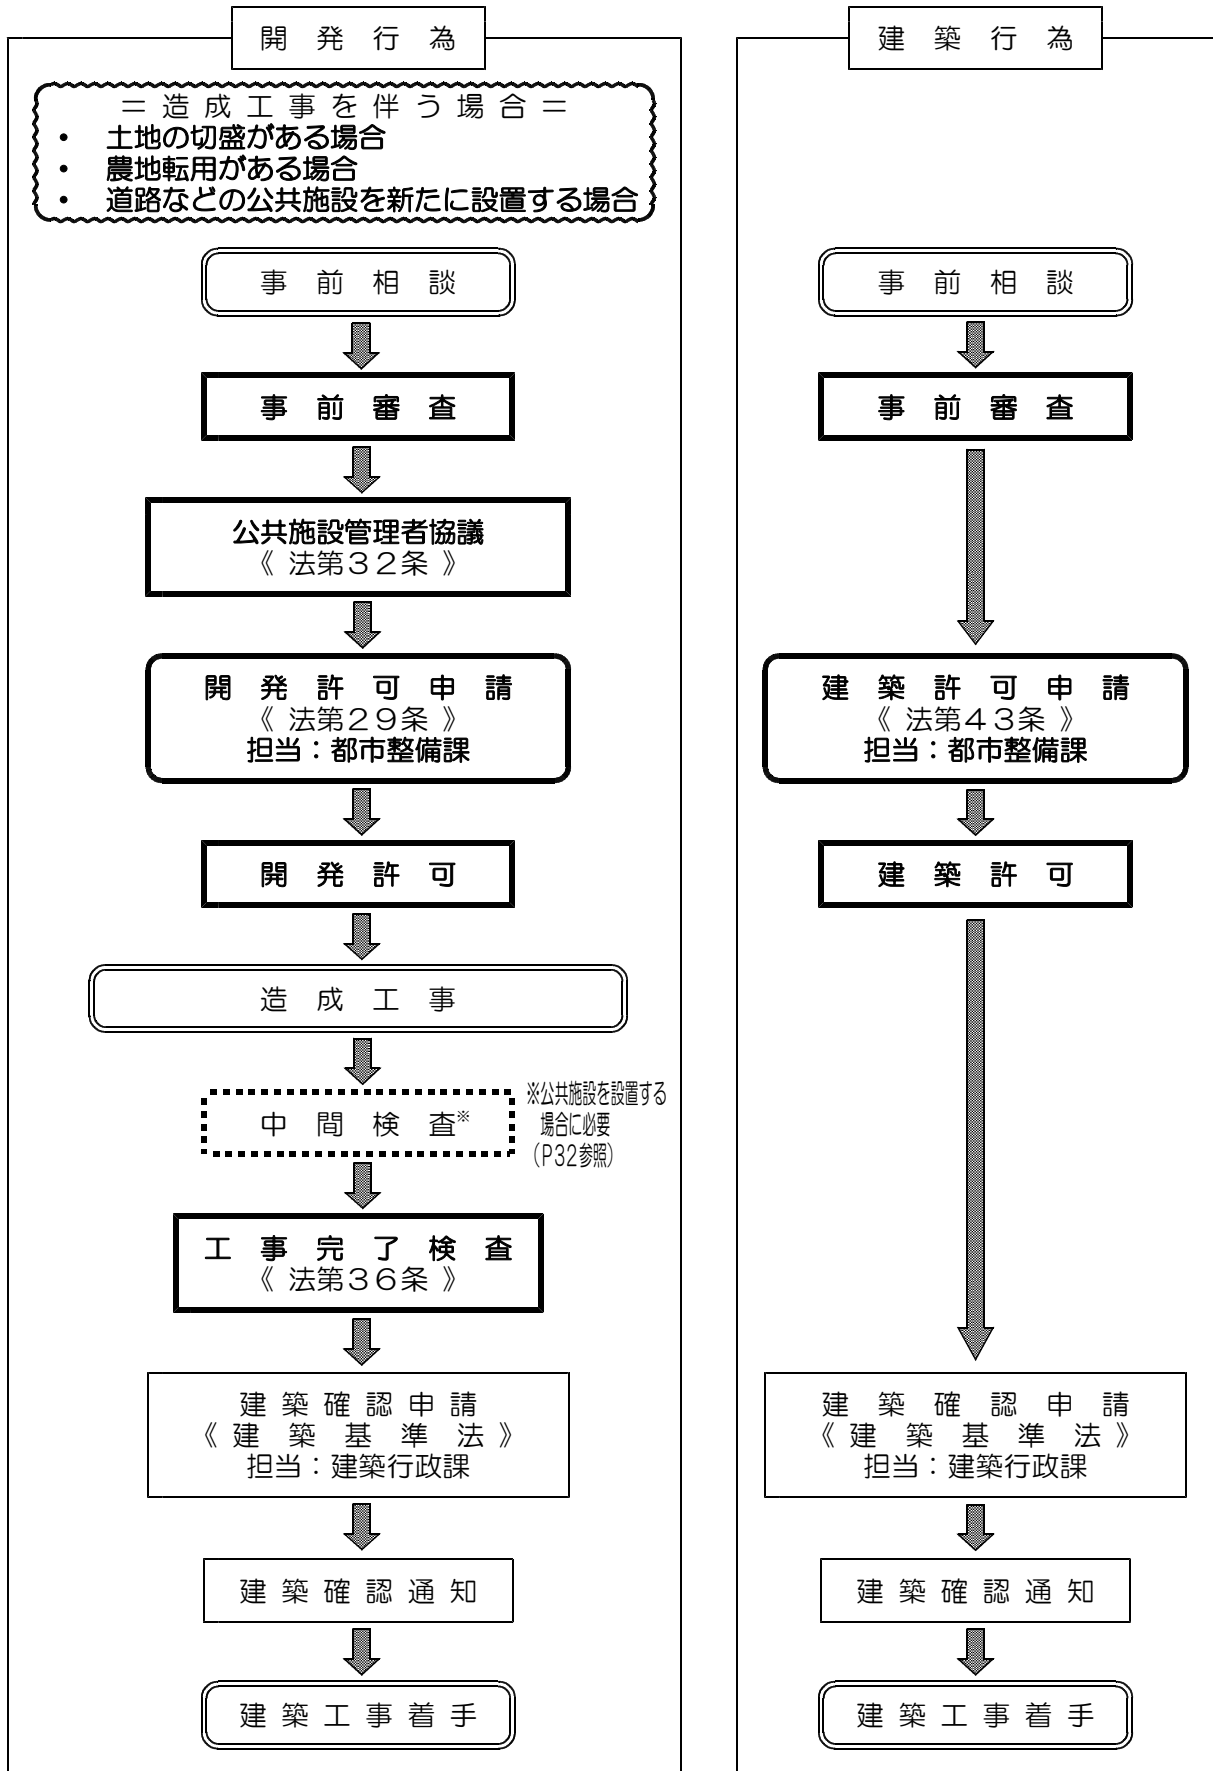 開　発　行　為
＝ 造 成 工 事 を 伴 う 場 合 ＝
・　土地の切盛がある場合
・　農地転用がある場合
・　道路などの公共施設を新たに設置する場合
事　前　相　談
事　前　審　査
公共施設管理者協議
《 法第３２条 》
開　発　許　可　申　請
《 法第２９条 》
担当：都市整備課
開　発　許　可
造　成　工　事
中　間　検　査※
※公共施設を設置する
場合に必要
（P32参照）
工　事　完　了　検　査
《 法第３６条 》
建 築 確 認 申 請
《 建　築　基　準　法 》
担当：建築行政課
建 築 確 認 通 知
建 築 工 事 着 手
建　築　行　為
事　前　相　談
事　前　審　査
建　築　許　可　申　請
《 法第４３条 》
担当：都市整備課
建　築　許　可
建　築　確　認　申　請
《 建　築　基　準　法 》
担当：建築行政課
建 築 確 認 通 知
建 築 工 事 着 手